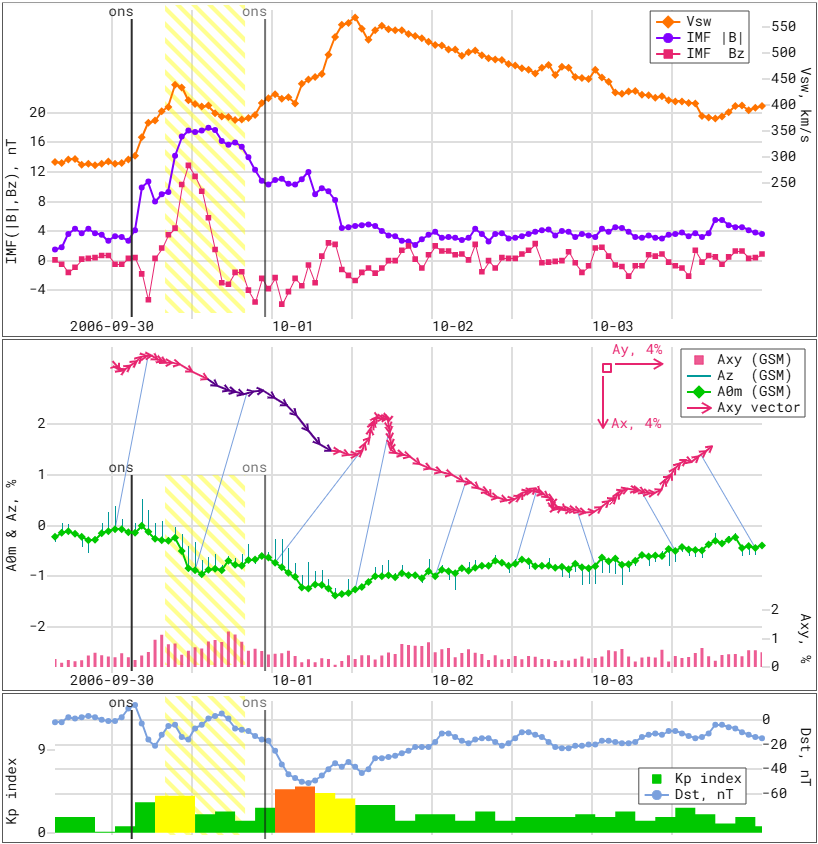 ons
ons
Vsw
IMF |B|
IMF Bz
550
500
450
400
350
300
250
Vsw, km/s
20
16
12
8
4
0
−4
IMF(|B|,Bz), nT
2006-09-30
10-01
10-02
10-03
Ay, 4%
Ax, 4%
Axy (GSM)
Az (GSM)
A0m (GSM)
Axy vector
2
1
0
−1
−2
A0m & Az, %
ons
ons
2
1
0
Axy, %
2006-09-30
10-01
10-02
10-03
ons
ons
9
0
Kp index
0
−20
−40
−60
Dst, nT
Kp index
Dst, nT